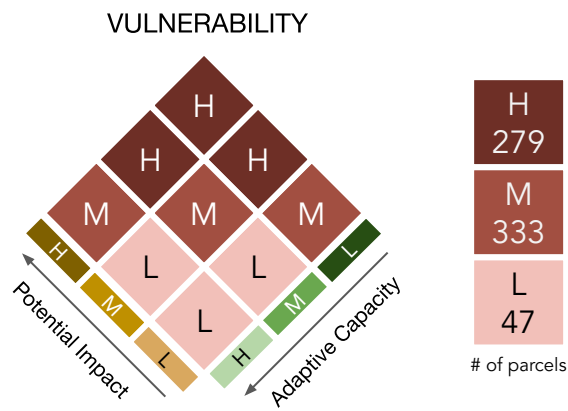 VULNERABILITY
H
H H
M M M
L L
L
H
M
L
L
M
H
Potential Impact
Adaptive Capacity
H
279
M
333
L
47
# of parcels